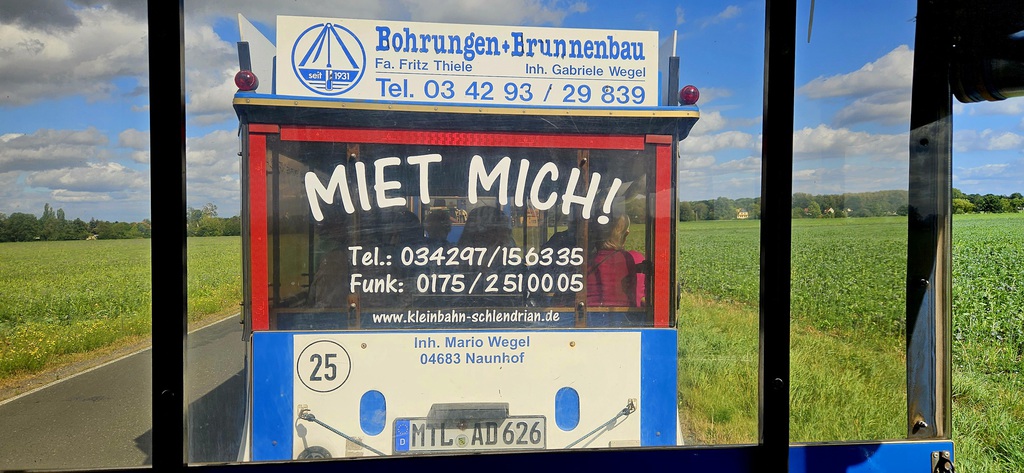 Bohrungen+Brunnenbau
seit 1931
Fa. Fritz Thiele Inh. Gabriele Wegel
Tel. 03 42 93 / 29 839
MIET MICH!
Tel.: 034297/156335
Funk: 0175/2510005
www.kleinbahn-schlendrian.de
Inh. Mario Wegel
04683 Naunhof
25
D MTL AD 626